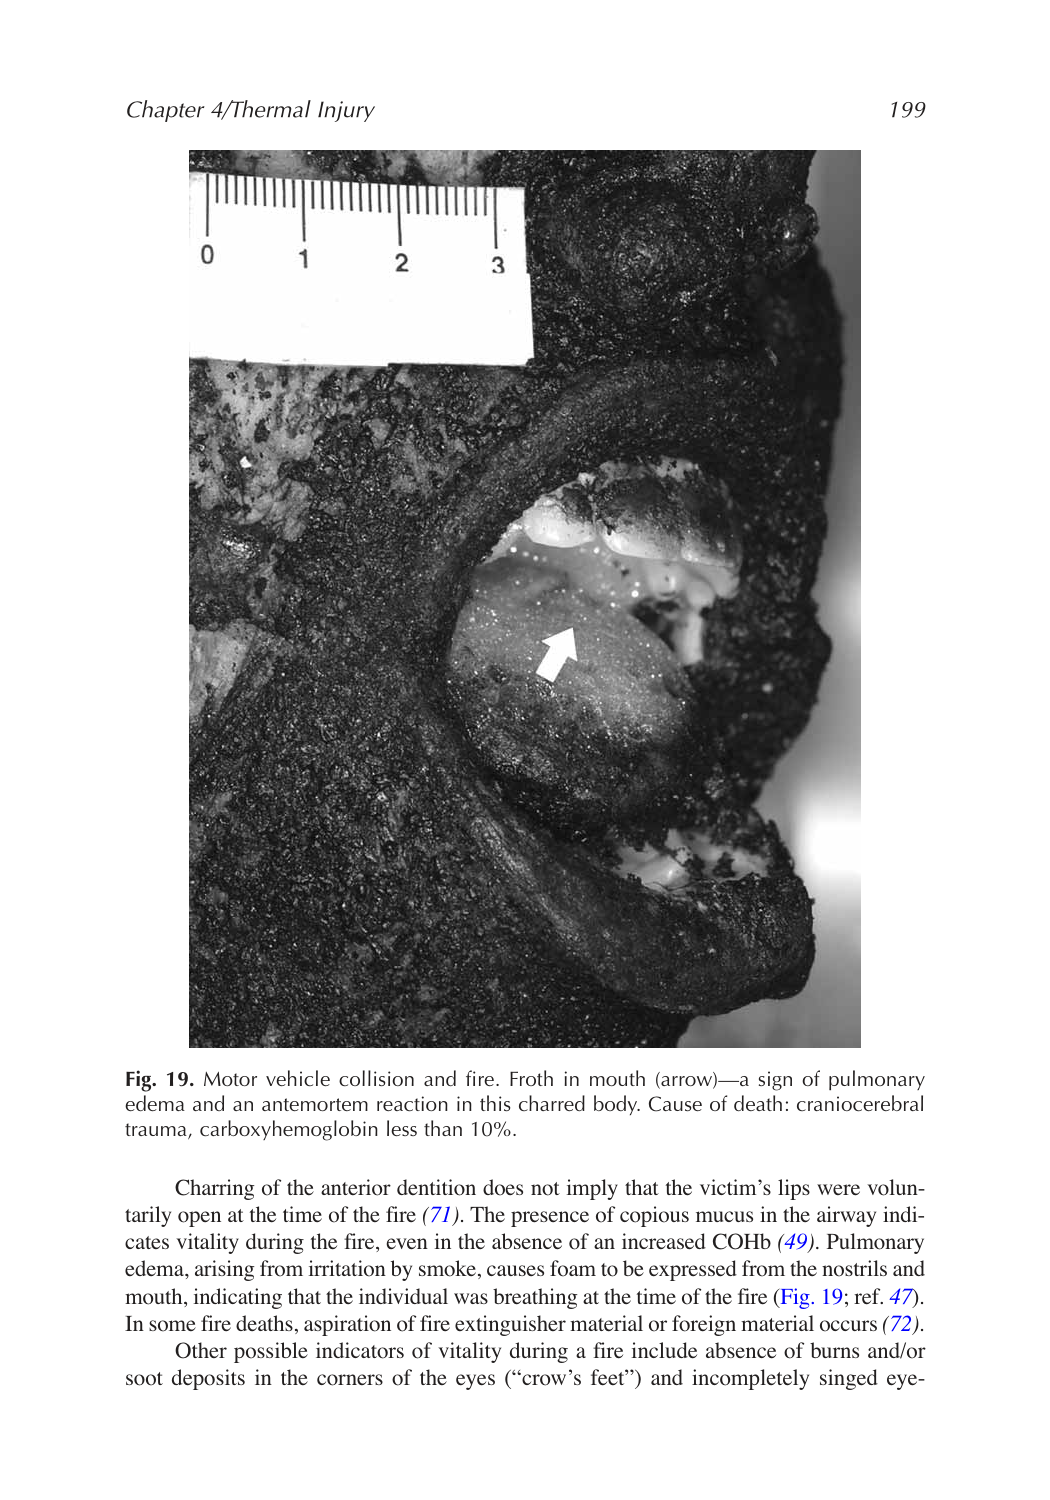 Chapter 4/Thermal Injury 199
0 1 2 3
Fig. 19. Motor vehicle collision and fire. Froth in mouth (arrow)—a sign of pulmonary
edema and an antemortem reaction in this charred body. Cause of death: craniocerebral
trauma, carboxyhemoglobin less than 10%.
Charring of the anterior dentition does not imply that the victim's lips were volun-
tarily open at the time of the fire (71). The presence of copious mucus in the airway indi-
cates vitality during the fire, even in the absence of an increased COHb (49). Pulmonary
edema, arising from irritation by smoke, causes foam to be expressed from the nostrils and
mouth, indicating that the individual was breathing at the time of the fire (Fig. 19; ref. 47).
In some fire deaths, aspiration of fire extinguisher material or foreign material occurs (72).
Other possible indicators of vitality during a fire include absence of burns and/or
soot deposits in the corners of the eyes (“crow's feet”) and incompletely singed eye-